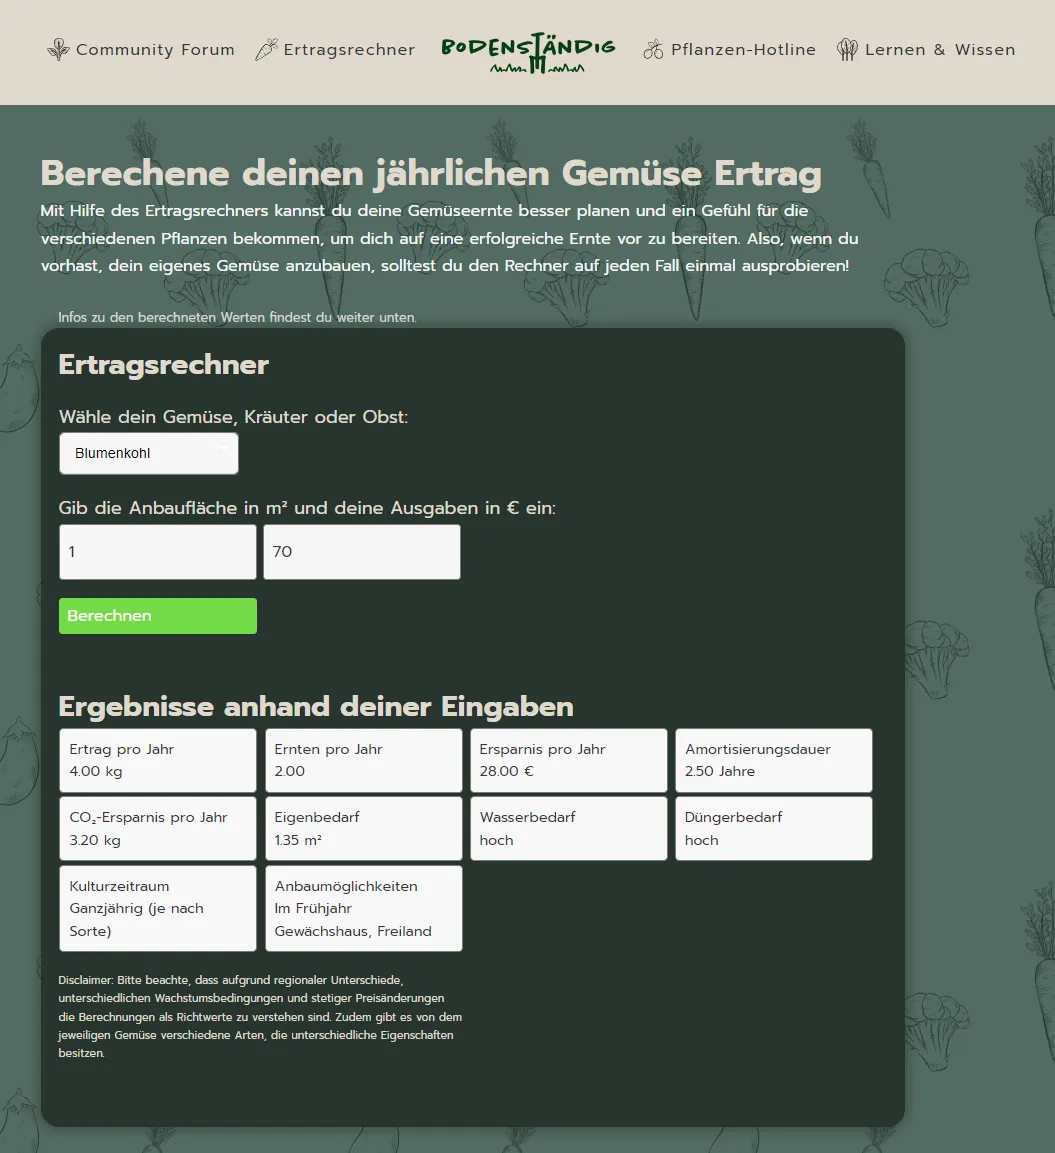 Community Forum
Ertragsrechner
BODENSTÄNDIG
Pflanzen-Hotline
Lernen & Wissen
Berechene deinen jährlichen Gemüse Ertrag
Mit Hilfe des Ertragsrechners kannst du deine Gemüseernte besser planen und ein Gefühl für die
verschiedenen Pflanzen bekommen, um dich auf eine erfolgreiche Ernte vor zu bereiten. Also, wenn du
vorhast, dein eigenes Gemüse anzubauen, solltest du den Rechner auf jeden Fall einmal ausprobieren!
Infos zu den berechneten Werten findest du weiter unten.
Ertragsrechner
Wähle dein Gemüse, Kräuter oder Obst:
Blumenkohl
Gib die Anbaufläche in m² und deine Ausgaben in € ein:
1
70
Berechnen
Ergebnisse anhand deiner Eingaben
Ertrag pro Jahr
4.00 kg
Ernten pro Jahr
2.00
Ersparnis pro Jahr
28.00 €
Amortisierungsdauer
2.50 Jahre
CO₂-Ersparnis pro Jahr
3.20 kg
Eigenbedarf
1.35 m²
Wasserbedarf
hoch
Düngerbedarf
hoch
Kulturzeitraum
Ganzjährig (je nach
Sorte)
Anbaumöglichkeiten
Im Frühjahr
Gewächshaus, Freiland
Disclaimer: Bitte beachte, dass aufgrund regionaler Unterschiede,
unterschiedlichen Wachstumsbedingungen und stetiger Preisänderungen
die Berechnungen als Richtwerte zu verstehen sind. Zudem gibt es von dem
jeweiligen Gemüse verschiedene Arten, die unterschiedliche Eigenschaften
besitzen.